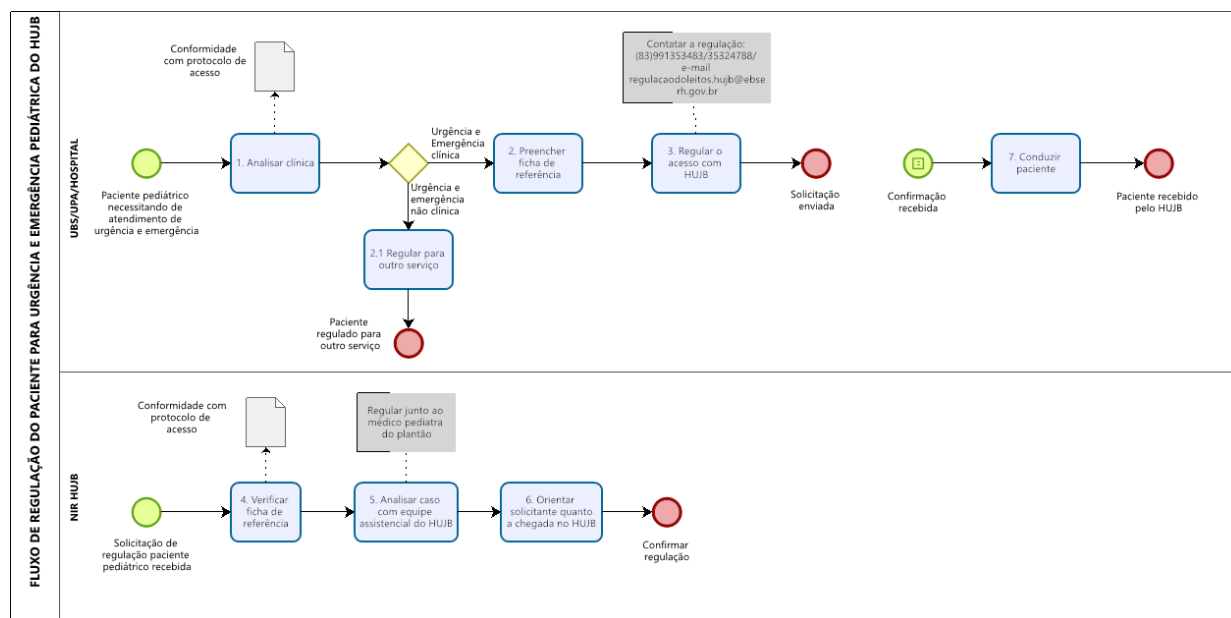 FLUXO DE REGULAÇÃO DO PACIENTE PARA URGÊNCIA E EMERGÊNCIA PEDIÁTRICA DO HUJB
UBS/UPA/HOSPITAL
Conformidade
com protocolo de
acesso
Contatar a regulação:
(83)991353483/35324788/
e-mail
regulacaodoleitos.hujb@ebse
rh.gov.br
Paciente pediátrico
necessitando de
atendimento de
urgência e emergência
1. Analisar clínica
Urgência e
Emergência
clínica
Urgência e
emergência
não clínica
2. Preencher
ficha de
referência
3. Regular o
acesso com
HUJB
Solicitação
enviada
Confirmação
recebida
7. Conduzir
paciente
Paciente recebido
pelo HUJB
2.1 Regular para
outro serviço
Paciente
regulado para
outro serviço
NIR HUJB
Conformidade com
protocolo de
acesso
Regular junto ao
médico pediatra
do plantão
Solicitação de
regulação paciente
pediátrico recebida
4. Verificar
ficha de
referência
5. Analisar caso
com equipe
assistencial do HUJB
6. Orientar
solicitante quanto
a chegada no HUJB
Confirmar
regulação